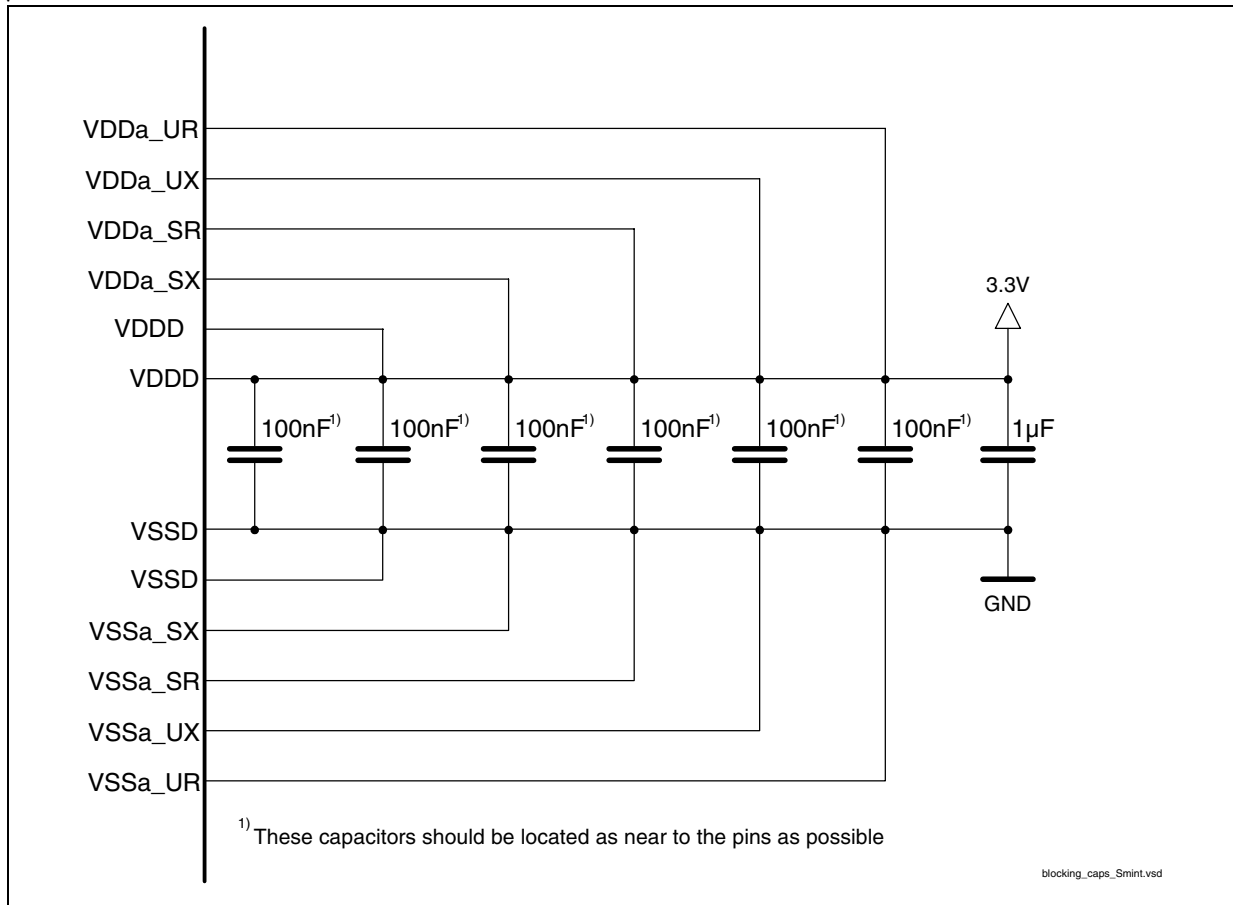 VDDa_UR
VDDa_UX
VDDa_SR
VDDa_SX
VDDD
VDDD
3.3V
100nF1)
100nF1)
100nF1)
100nF1)
100nF1)
100nF1)
1µF
VSSD
VSSD
VSSa_SX
VSSa_SR
VSSa_UX
VSSa_UR
GND
1) These capacitors should be located as near to the pins as possible
blocking_caps_Smint.vsd